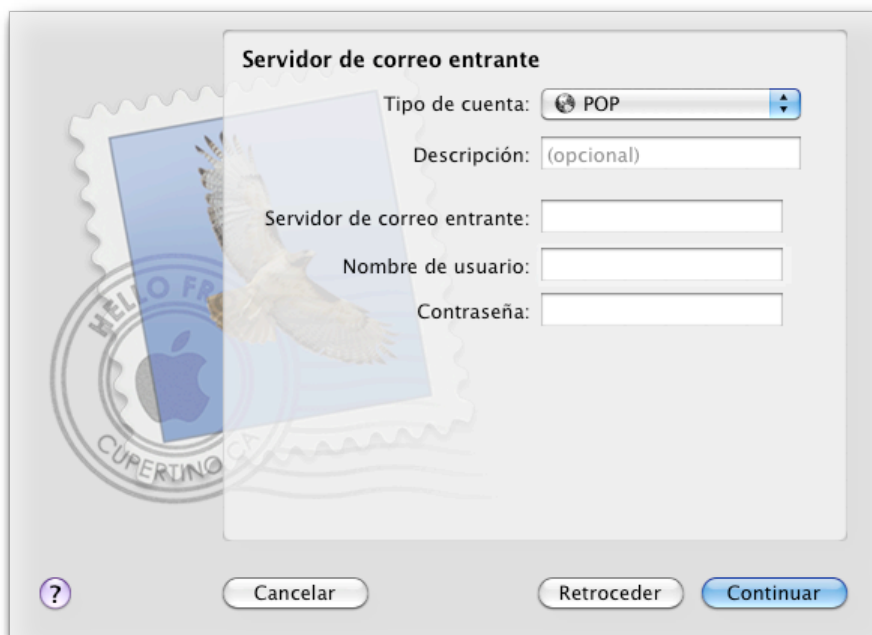 Servidor de correo entrante
Tipo de cuenta: POP
Descripción: (opcional)
Servidor de correo entrante:
Nombre de usuario:
Contraseña:
HELLO FR
CUPERTINO CA
? Cancelar Retroceder Continuar